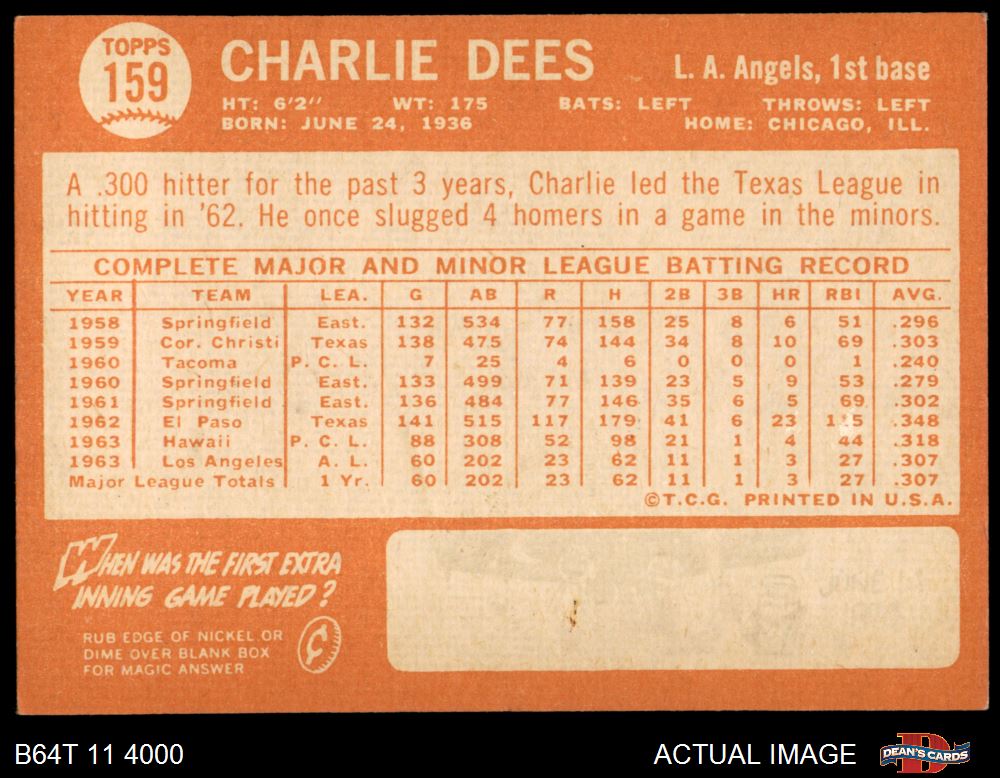 TOPPS
159
CHARLIE DEES
L. A. Angels, 1st base
HT: 6'2" WT: 175 BATS: LEFT THROWS: LEFT
BORN: JUNE 24, 1936 HOME: CHICAGO, ILL.
A .300 hitter for the past 3 years, Charlie led the Texas League in
hitting in '62. He once slugged 4 homers in a game in the minors.
COMPLETE MAJOR AND MINOR LEAGUE BATTING RECORD
YEAR TEAM LEA. G AB R H 2B 3B HR RBI AVG.
1958 Springfield East. 132 534 77 158 25 8 6 51 .296
1959 Cor. Christi Texas 138 475 74 144 34 8 10 69 .303
1960 Tacoma P. C. L. 7 25 4 6 0 0 0 1 .240
1960 Springfield East. 133 499 71 139 23 5 9 53 .279
1961 Springfield East. 136 484 77 146 35 6 5 69 .302
1962 El Paso Texas 141 515 117 179 41 6 23 .348
1963 Hawaii P. C. L. 88 308 52 98 21 1 4 44 .318
1963 Los Angeles A. L. 60 202 23 62 11 1 3 27 .307
Major League Totals 1 Yr. 60 202 23 62 11 1 3 27 .307
©T.C.G. PRINTED IN U.S.A.
WHEN WAS THE FIRST EXTRA
INNING GAME PLAYED?
RUB EDGE OF NICKEL OR
DIME OVER BLANK BOX
FOR MAGIC ANSWER
B64T 11 4000
ACTUAL IMAGE
DEAN'S CARDS